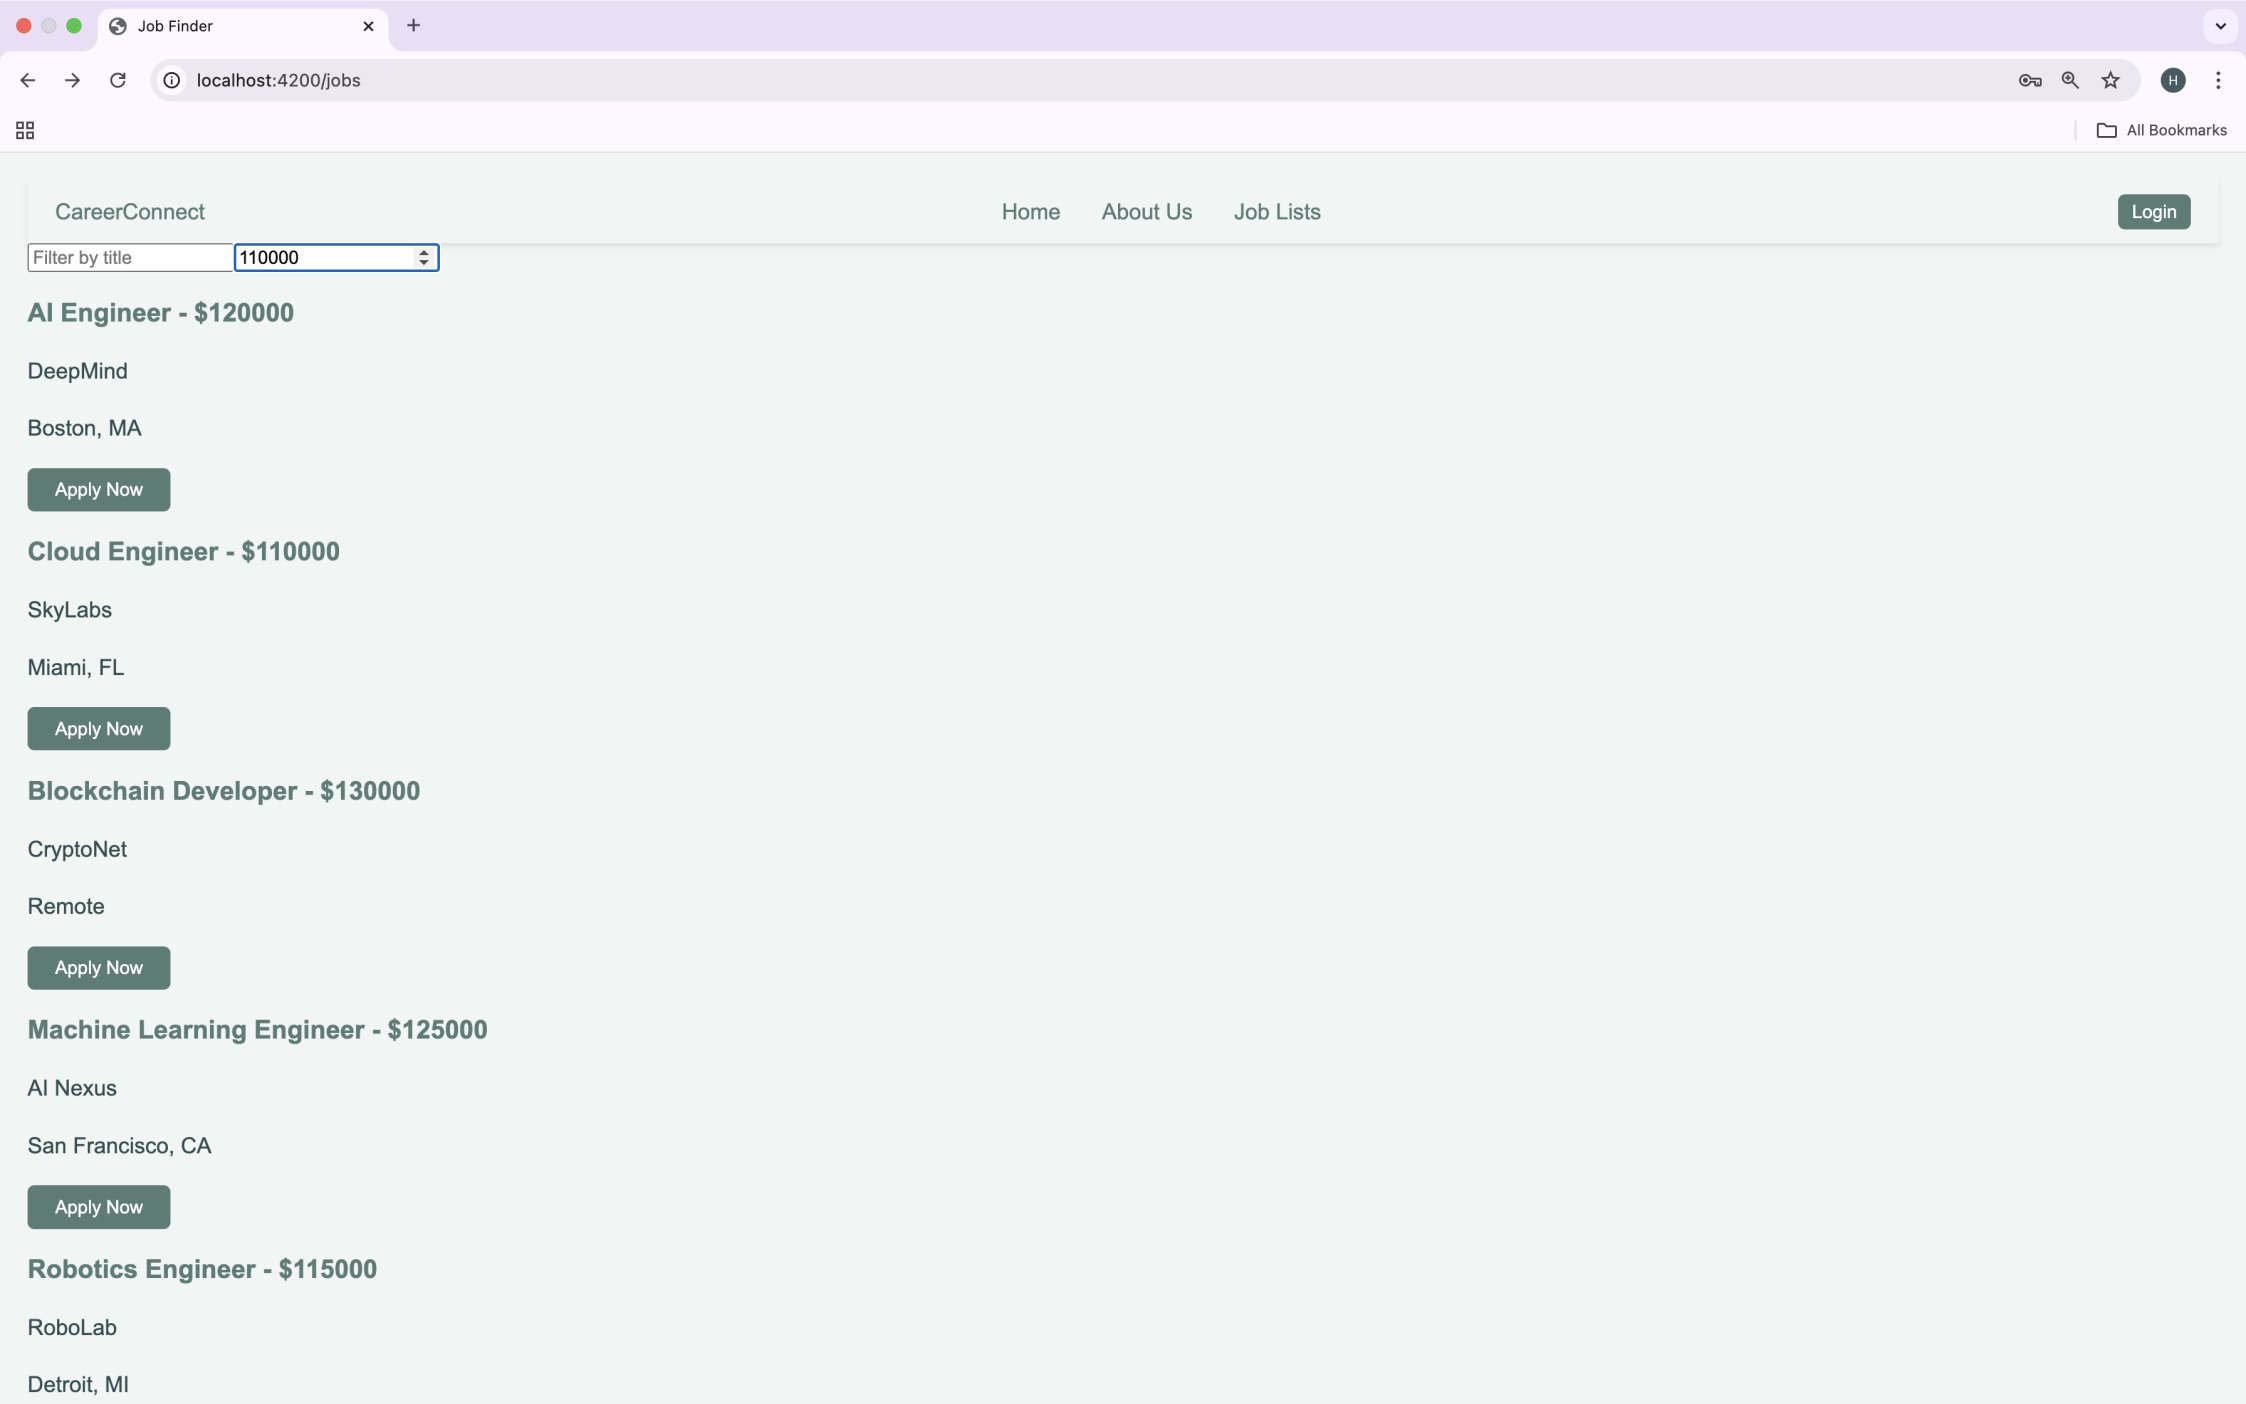 Job Finder
localhost:4200/jobs
H
All Bookmarks
CareerConnect Home About Us Job Lists Login
Filter by title 110000
AI Engineer - $120000
DeepMind
Boston, MA
Apply Now
Cloud Engineer - $110000
SkyLabs
Miami, FL
Apply Now
Blockchain Developer - $130000
CryptoNet
Remote
Apply Now
Machine Learning Engineer - $125000
AI Nexus
San Francisco, CA
Apply Now
Robotics Engineer - $115000
RoboLab
Detroit, MI